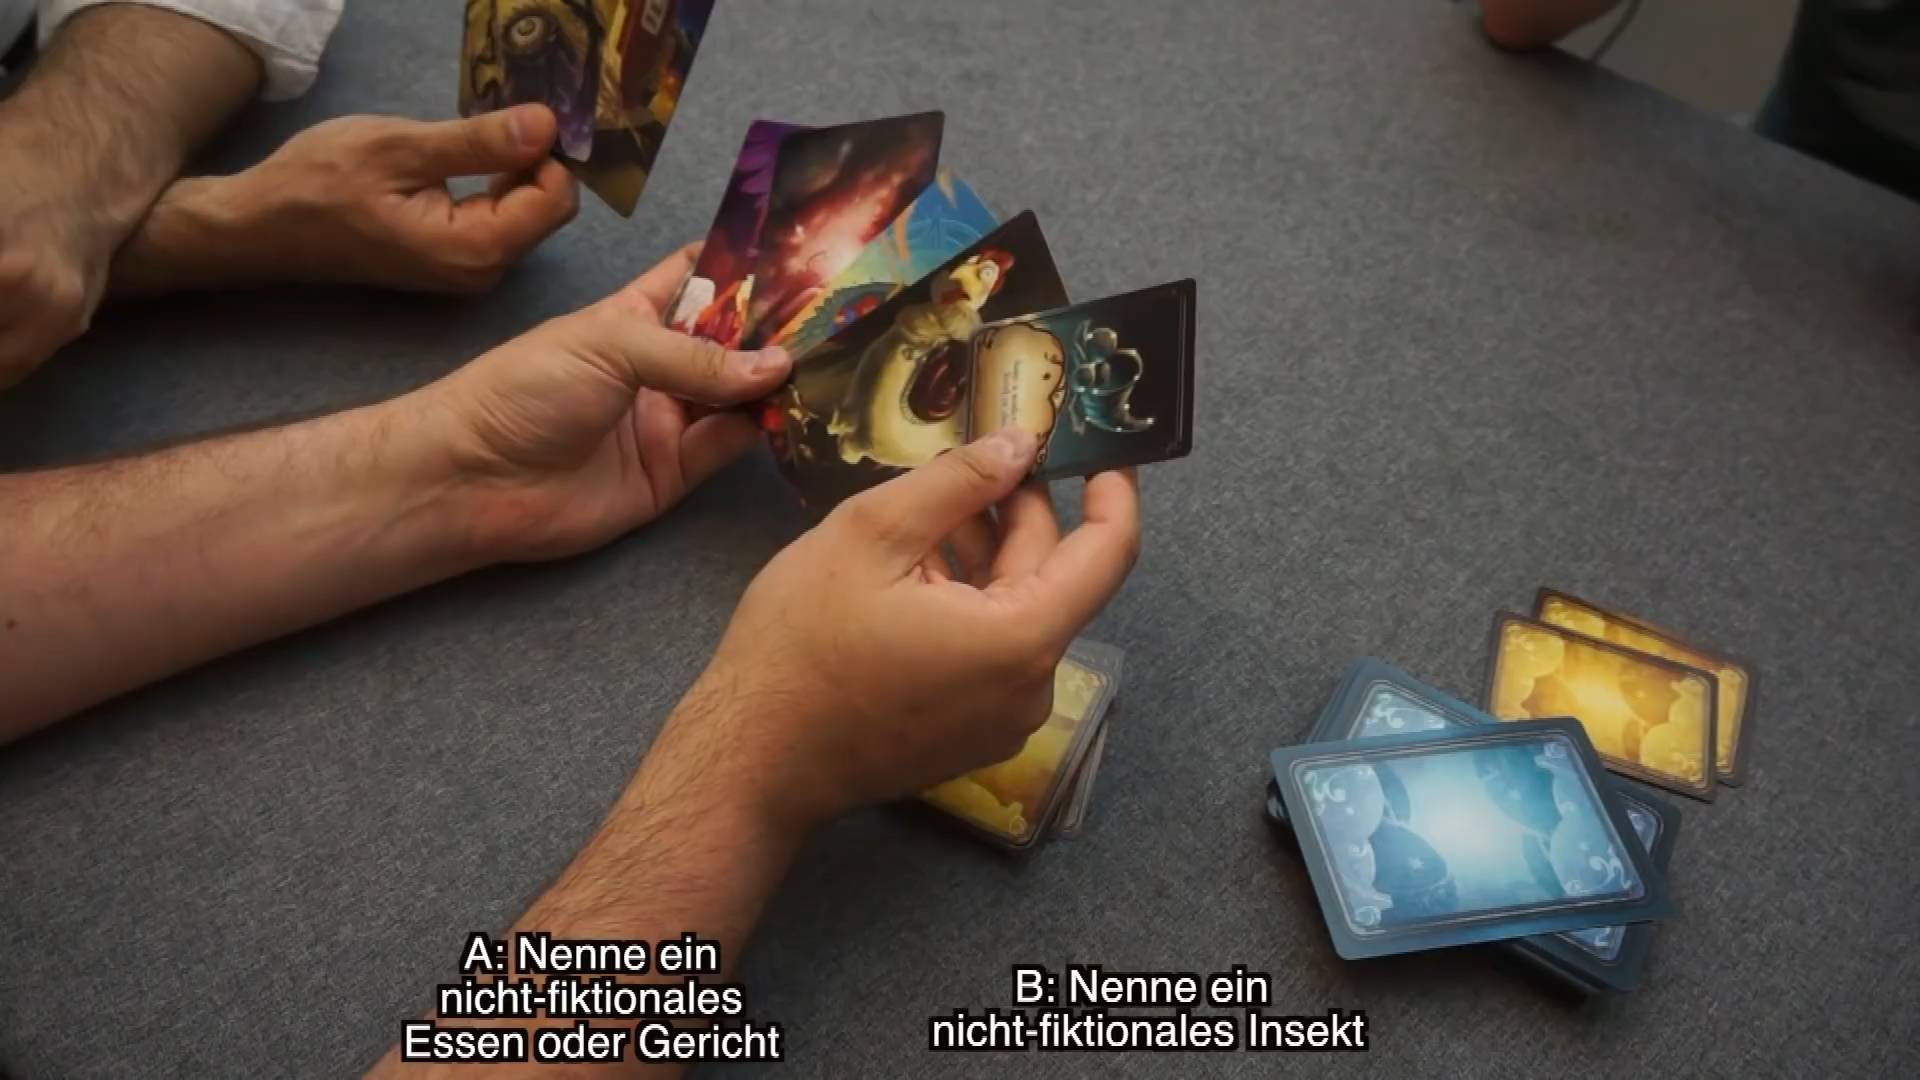 A: Nenne ein
nicht-fiktionales
Essen oder Gericht
B: Nenne ein
nicht-fiktionales Insekt